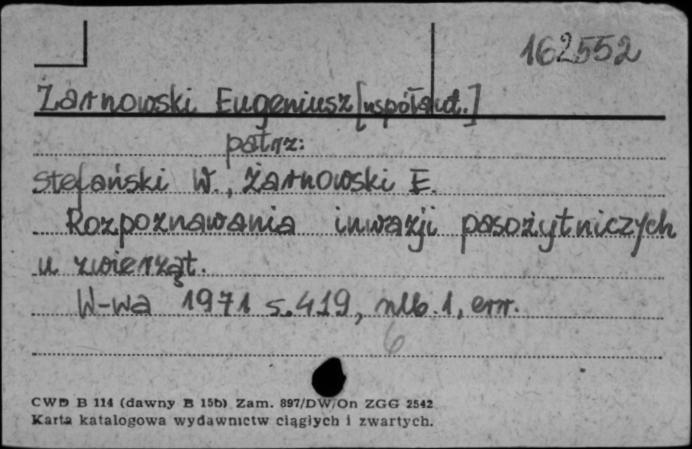 162552
Żarnowski Eugeniusz [współaut.]
patrz:
Stefański W., Żarnowski E.
Rozpoznawania inwazji pasożytniczych
u zwierząt.
W-wa 1971 s. 419, nlb. 1, err.
6
CWD B 114 (dawny B 15b) Zam. 897/DW/On ZGG 2542
Karta katalogowa wydawnictw ciągłych i zwartych.